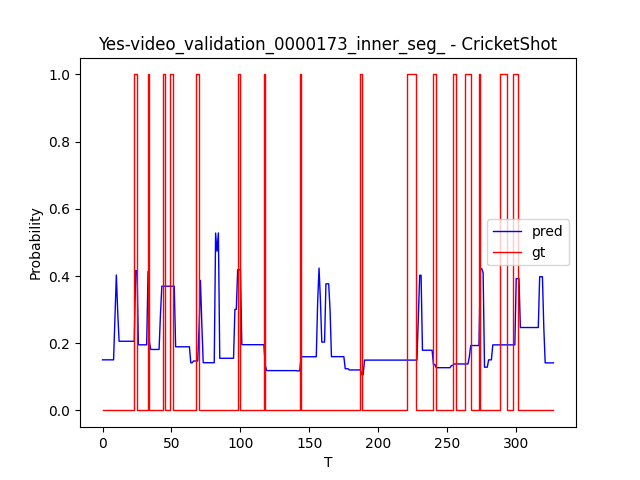 Yes-video_validation_0000173_inner_seg_ - CricketShot
1.0
0.8
0.6
0.4
0.2
0.0
Probability
pred
gt
0 50 100 150 200 250 300
T